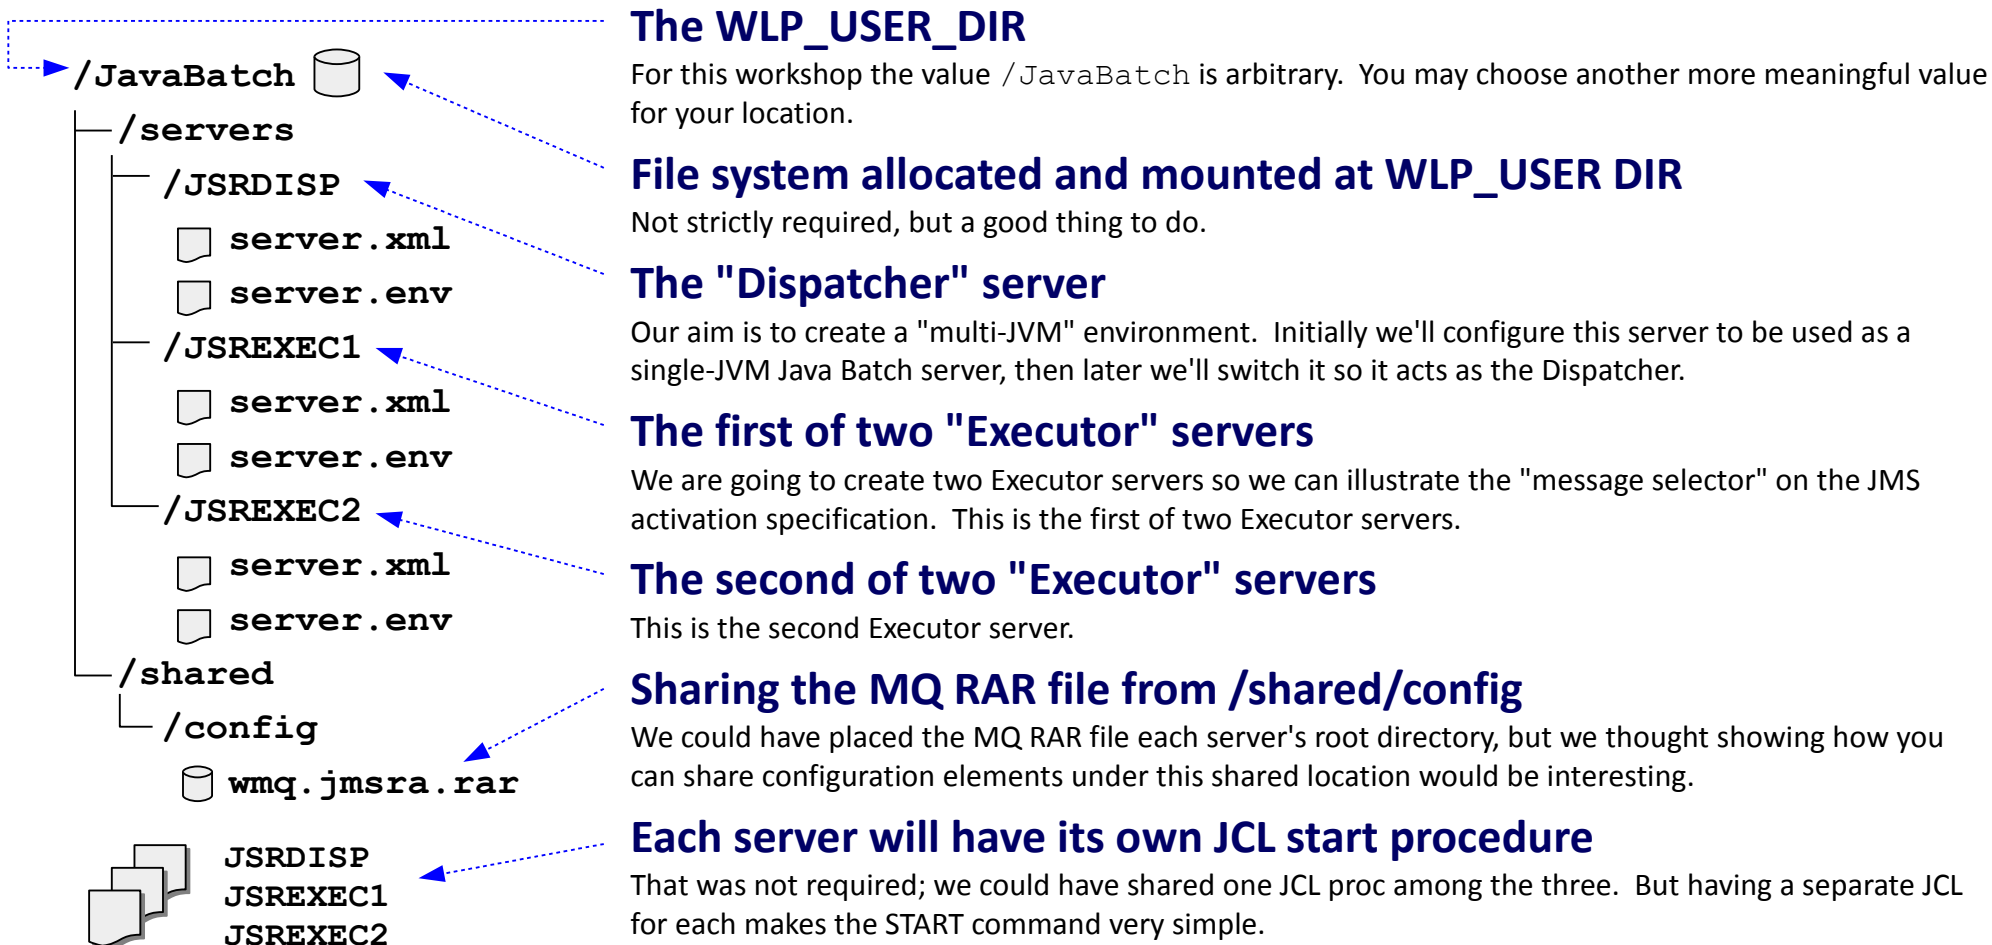 /JavaBatch
/servers
/JSRDISP
server.xml
server.env
/JSREXEC1
server.xml
server.env
/JSREXEC2
server.xml
server.env
/shared
/config
wmq.jmsra.rar
JSRDISP
JSREXEC1
JSREXEC2
The WLP_USER_DIR
For this workshop the value /JavaBatch is arbitrary. You may choose another more meaningful value
for your location.
File system allocated and mounted at WLP_USER DIR
Not strictly required, but a good thing to do.
The "Dispatcher" server
Our aim is to create a "multi-JVM" environment. Initially we'll configure this server to be used as a
single-JVM Java Batch server, then later we'll switch it so it acts as the Dispatcher.
The first of two "Executor" servers
We are going to create two Executor servers so we can illustrate the "message selector" on the JMS
activation specification. This is the first of two Executor servers.
The second of two "Executor" servers
This is the second Executor server.
Sharing the MQ RAR file from /shared/config
We could have placed the MQ RAR file each server's root directory, but we thought showing how you
can share configuration elements under this shared location would be interesting.
Each server will have its own JCL start procedure
That was not required; we could have shared one JCL proc among the three. But having a separate JCL
for each makes the START command very simple.